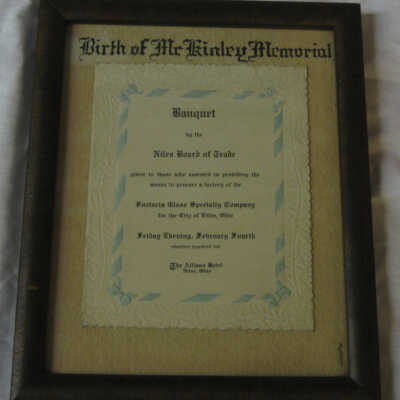 Birth of McKinley Memorial
Banquet
by the
Niles Board of Trade
given to those who assisted in providing the
means to procure a factory of the
Fostoria Glass Specialty Company
for the City of Niles, Ohio
Friday Evening, February Fourth
nineteen hundred ten
The Allison Hotel
Niles, Ohio